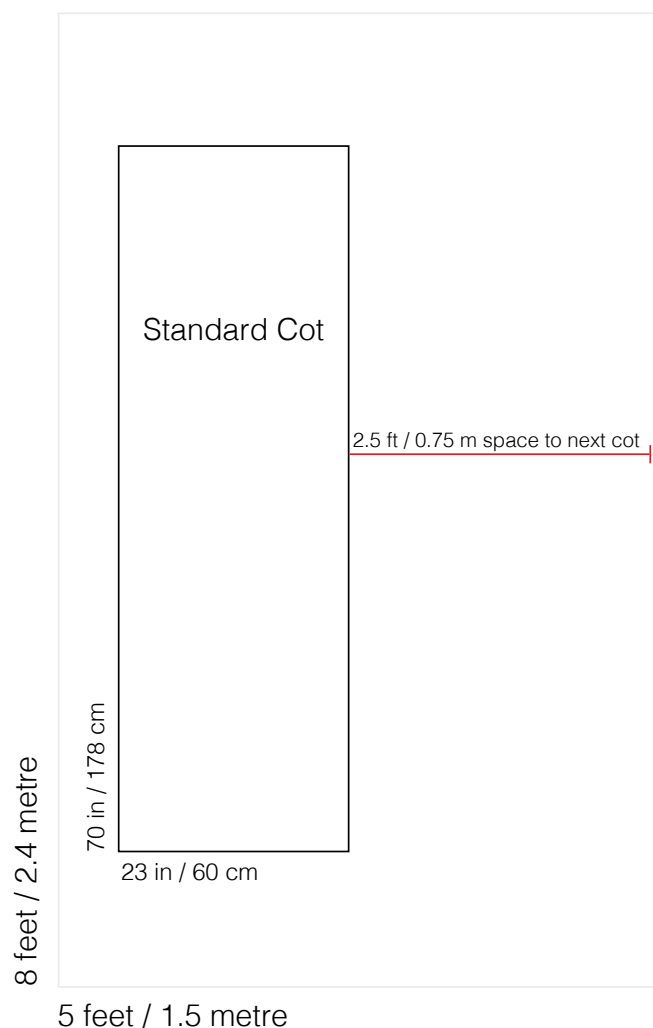 Standard Cot
2.5 ft / 0.75 m space to next cot
70 in / 178 cm
23 in / 60 cm
8 feet / 2.4 metre
5 feet / 1.5 metre